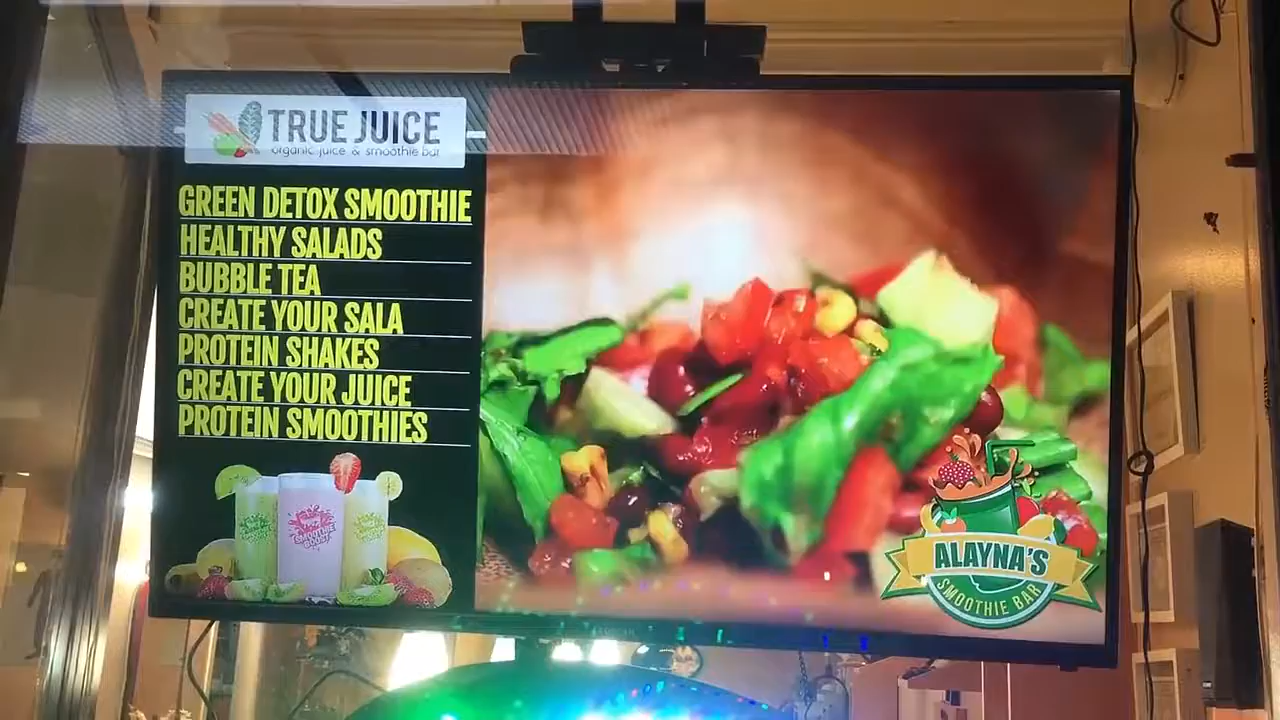 TRUE JUICE
organic juice & smoothie bar
GREEN DETOX SMOOTHIE
HEALTHY SALADS
BUBBLE TEA
CREATE YOUR SALA
PROTEIN SHAKES
CREATE YOUR JUICE
PROTEIN SMOOTHIES
ALAYNA'S
SMOOTHIE BAR